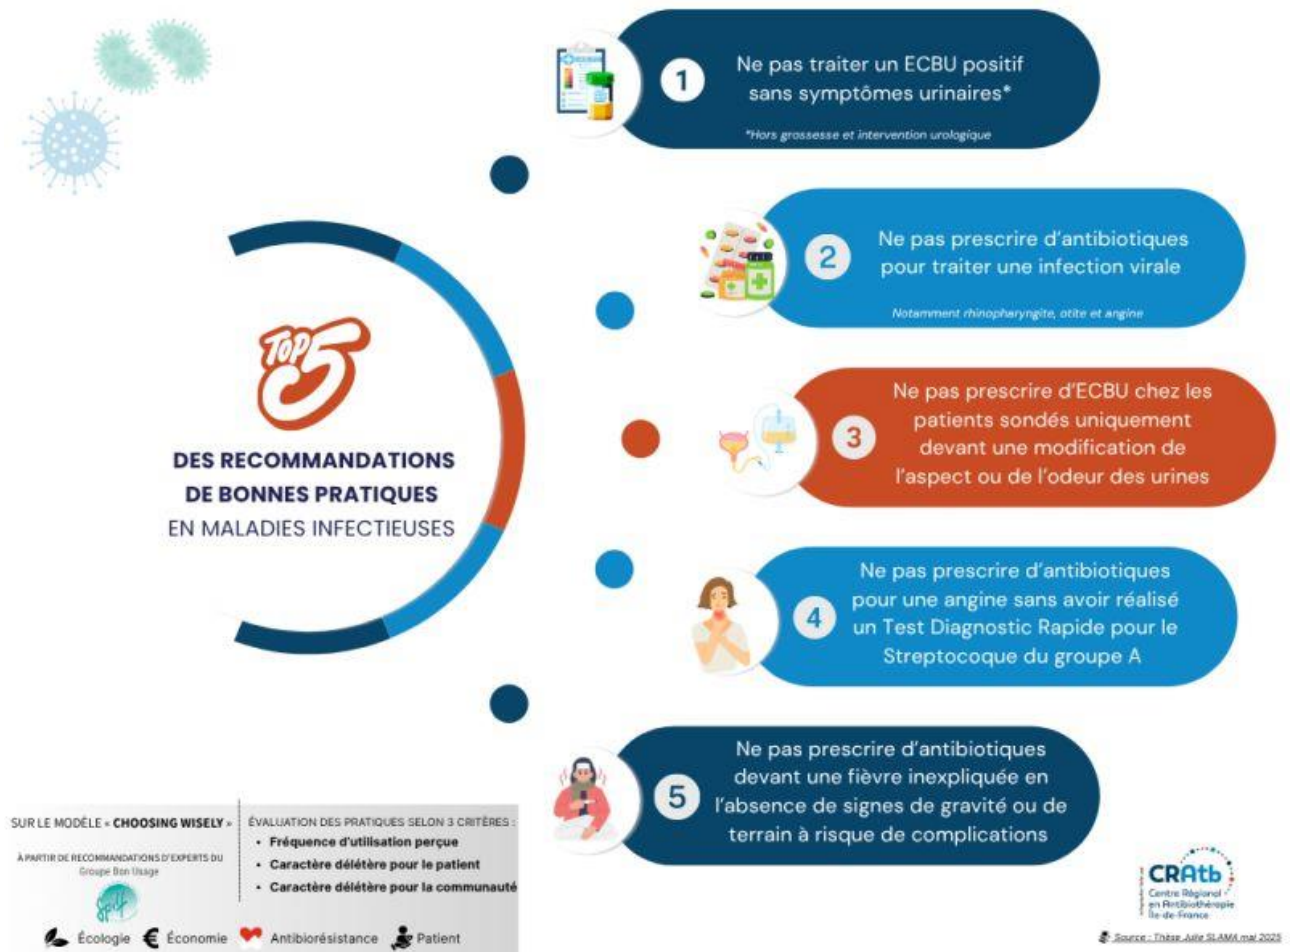 TOP 5
DES RECOMMANDATIONS
DE BONNES PRATIQUES
EN MALADIES INFECTIEUSES
1
Ne pas traiter un ECBU positif
sans symptômes urinaires*
*Hors grossesse et intervention urologique
2
Ne pas prescrire d'antibiotiques
pour traiter une infection virale
Notamment rhinopharyngite, otite et angine
3
Ne pas prescrire d'ECBU chez les
patients sondés uniquement
devant une modification de
l'aspect ou de l'odeur des urines
4
Ne pas prescrire d'antibiotiques
pour une angine sans avoir réalisé
un Test Diagnostic Rapide pour le
Streptocoque du groupe A
5
Ne pas prescrire d'antibiotiques
devant une fièvre inexpliquée en
l'absence de signes de gravité ou de
terrain à risque de complications
SUR LE MODÈLE « CHOOSING WISELY »
À PARTIR DE RECOMMANDATIONS D'EXPERTS DU
Groupe Bon Usage
spilf
ÉVALUATION DES PRATIQUES SELON 3 CRITÈRES :
• Fréquence d'utilisation perçue
• Caractère délétère pour le patient
• Caractère délétère pour la communauté
Écologie
Économie
Antibiorésistance
Patient
CRAtb
Centre Régional
en Antibiothérapie
Île-de-France
Source : Thèse Julie SLAMA mai 2025